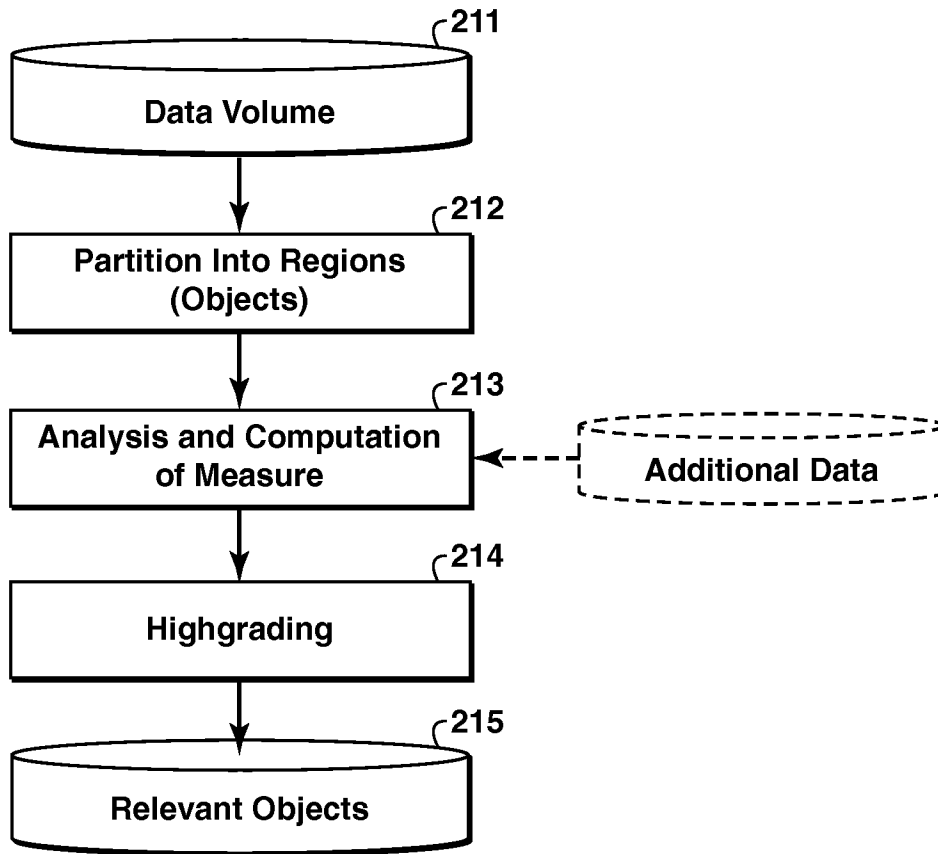 211
Data Volume
212
Partition Into Regions
(Objects)
213
Analysis and Computation
of Measure
Additional Data
214
Highgrading
215
Relevant Objects